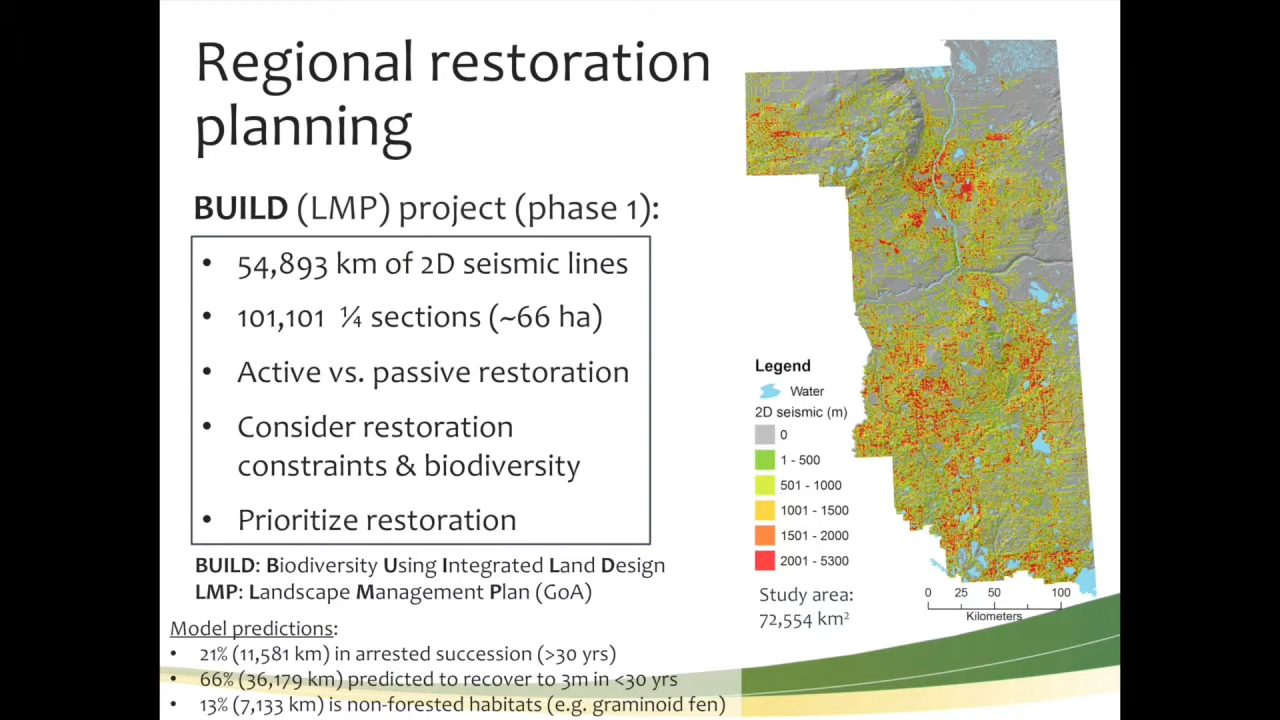 Regional restoration
planning
BUILD (LMP) project (phase 1):
• 54,893 km of 2D seismic lines
• 101,101 ¼ sections (~66 ha)
• Active vs. passive restoration
• Consider restoration
constraints & biodiversity
• Prioritize restoration
BUILD: Biodiversity Using Integrated Land Design
LMP: Landscape Management Plan (GoA)
Model predictions:
• 21% (11,581 km) in arrested succession (>30 yrs)
• 66% (36,179 km) predicted to recover to 3m in <30 yrs
• 13% (7,133 km) is non-forested habitats (e.g. graminoid fen)
Legend
Water
2D seismic (m)
0
1 - 500
501 - 1000
1001 - 1500
1501 - 2000
2001 - 5300
Study area:
72,554 km²
0 25 50 100
Kilometers